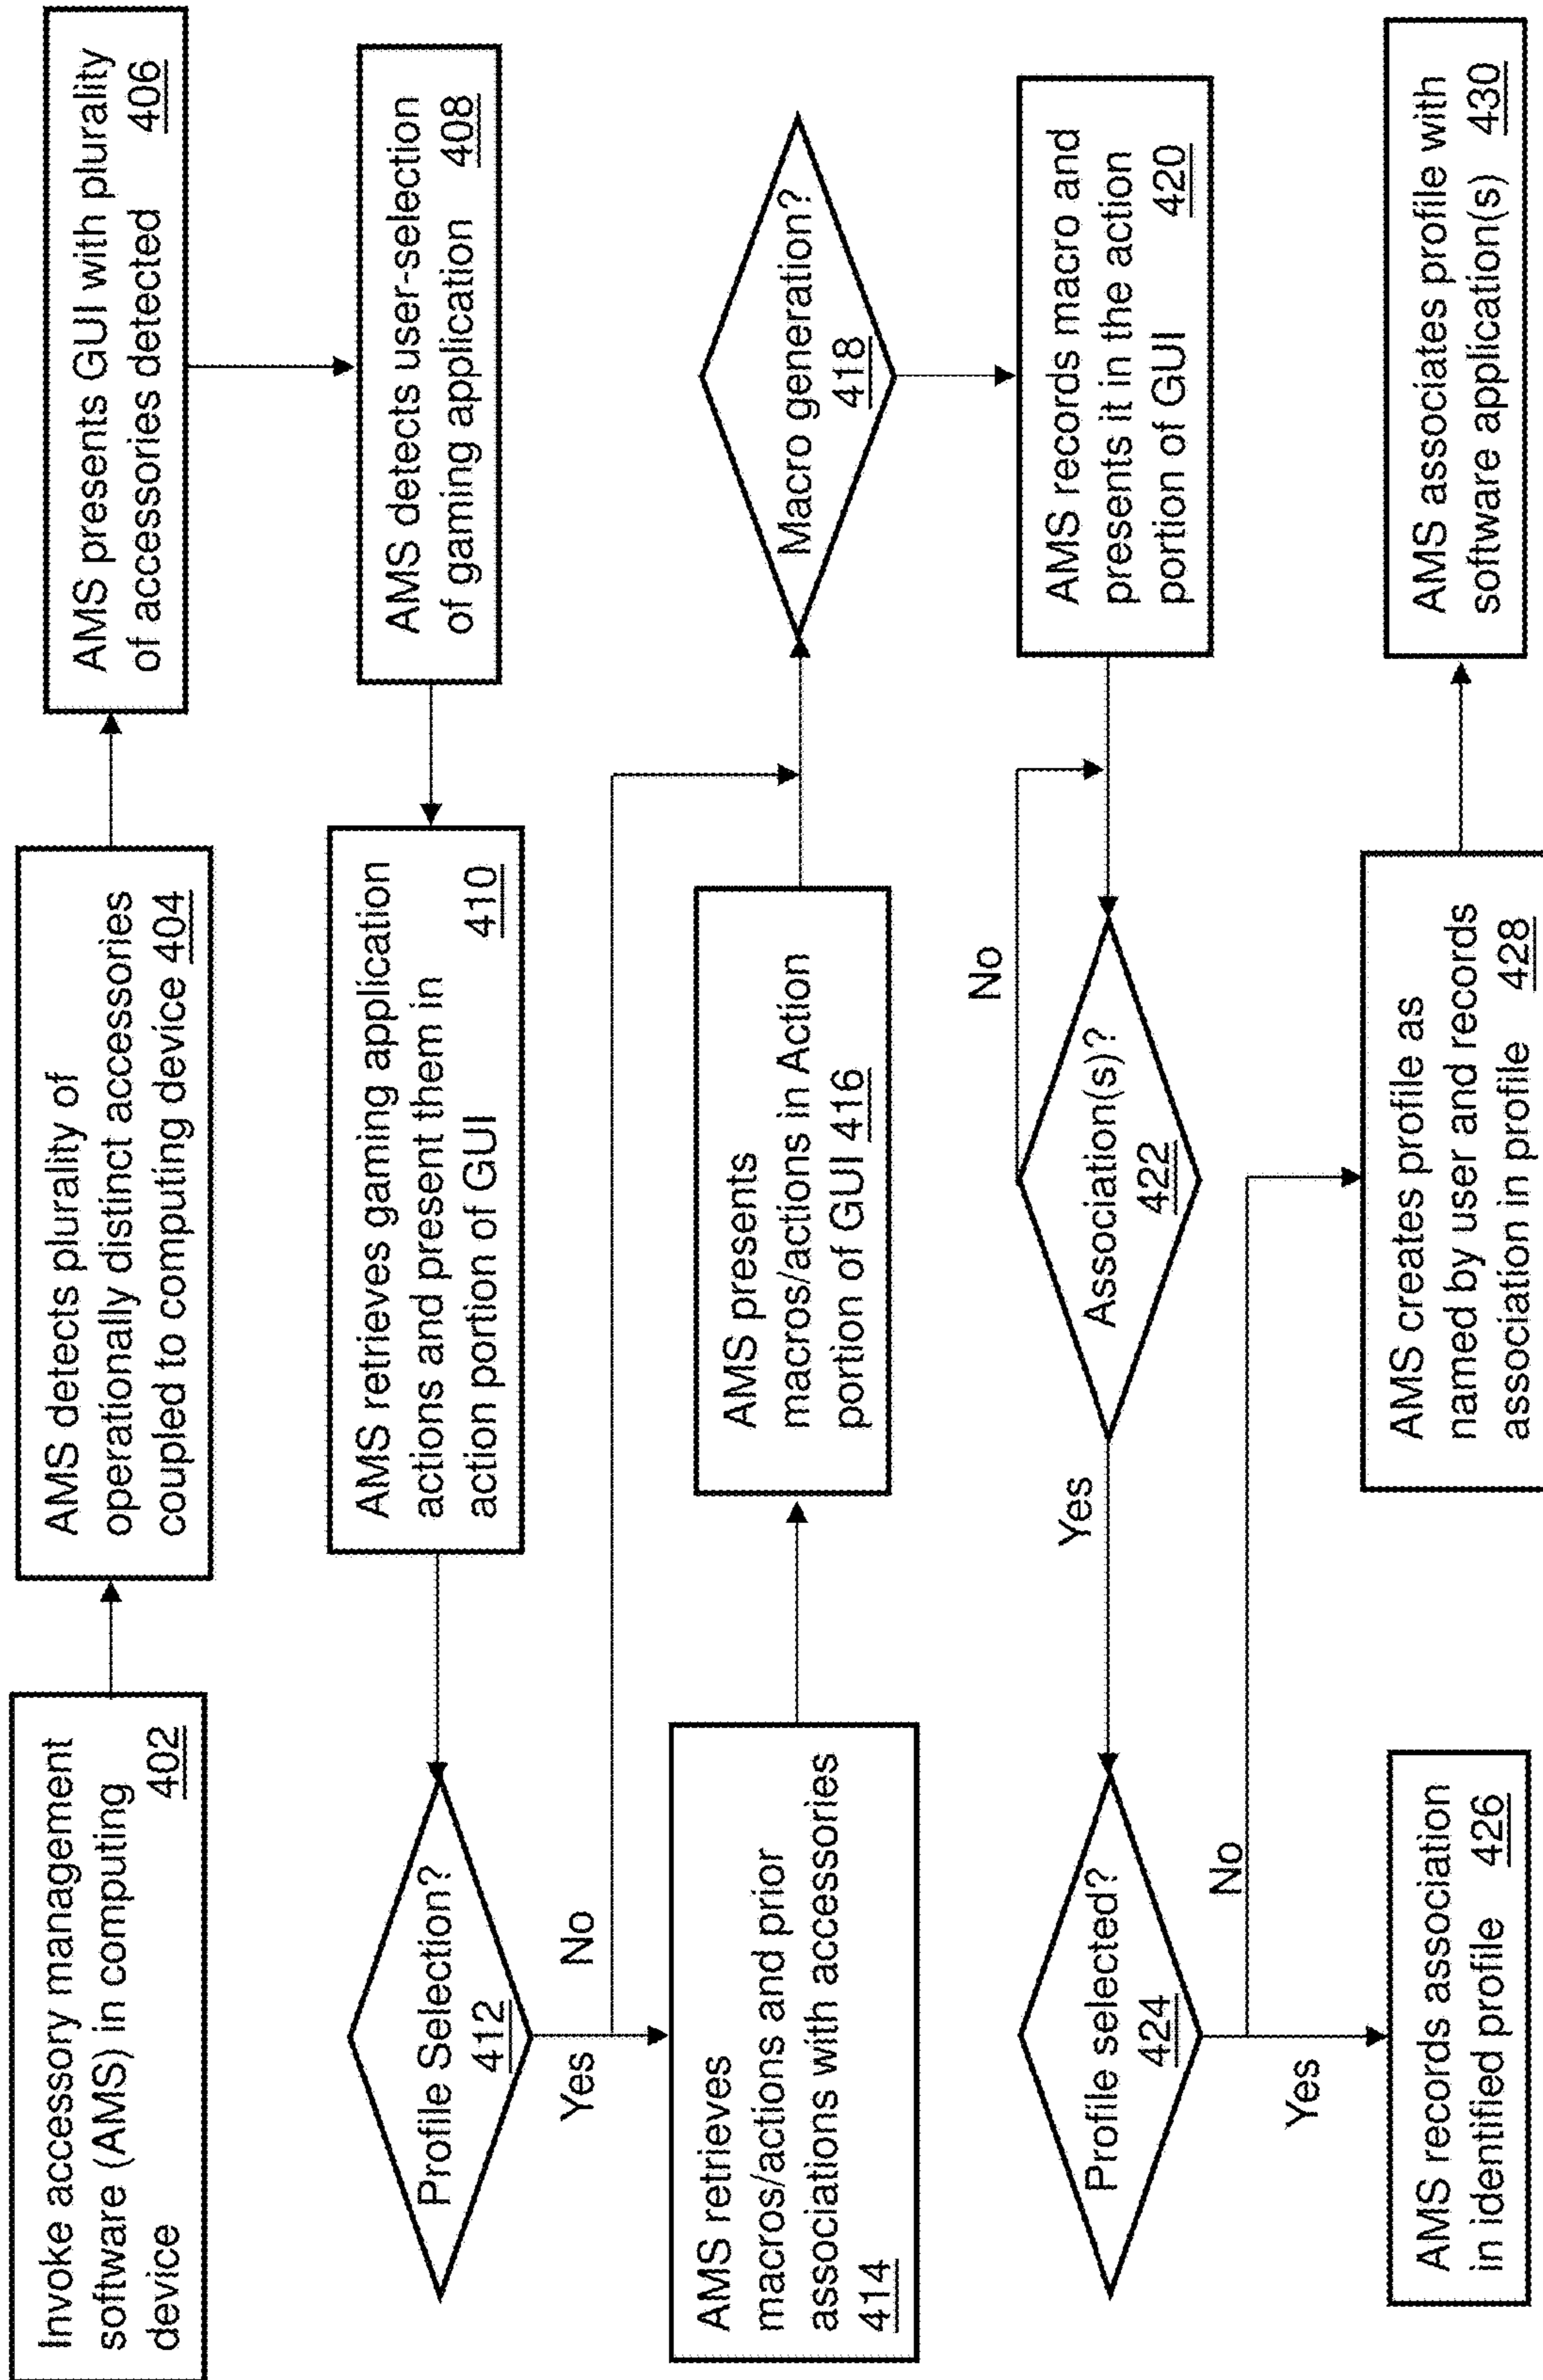 Invoke accessory management
software (AMS) in computing
device 402
AMS detects plurality of
operationally distinct accessories
coupled to computing device 404
AMS presents GUI with plurality
of accessories detected 406
AMS detects user-selection
of gaming application 408
AMS retrieves gaming application
actions and present them in
action portion of GUI 410
Profile Selection?
412
Yes
No
AMS retrieves
macros/actions and prior
associations with accessories
414
AMS presents
macros/actions in Action
portion of GUI 416
Macro generation?
418
AMS records macro and
presents it in the action
portion of GUI 420
Association(s)?
422
No
Yes
Profile selected?
424
Yes
No
AMS records association
in identified profile 426
AMS creates profile as
named by user and records
association in profile 428
AMS associates profile with
software application(s) 430